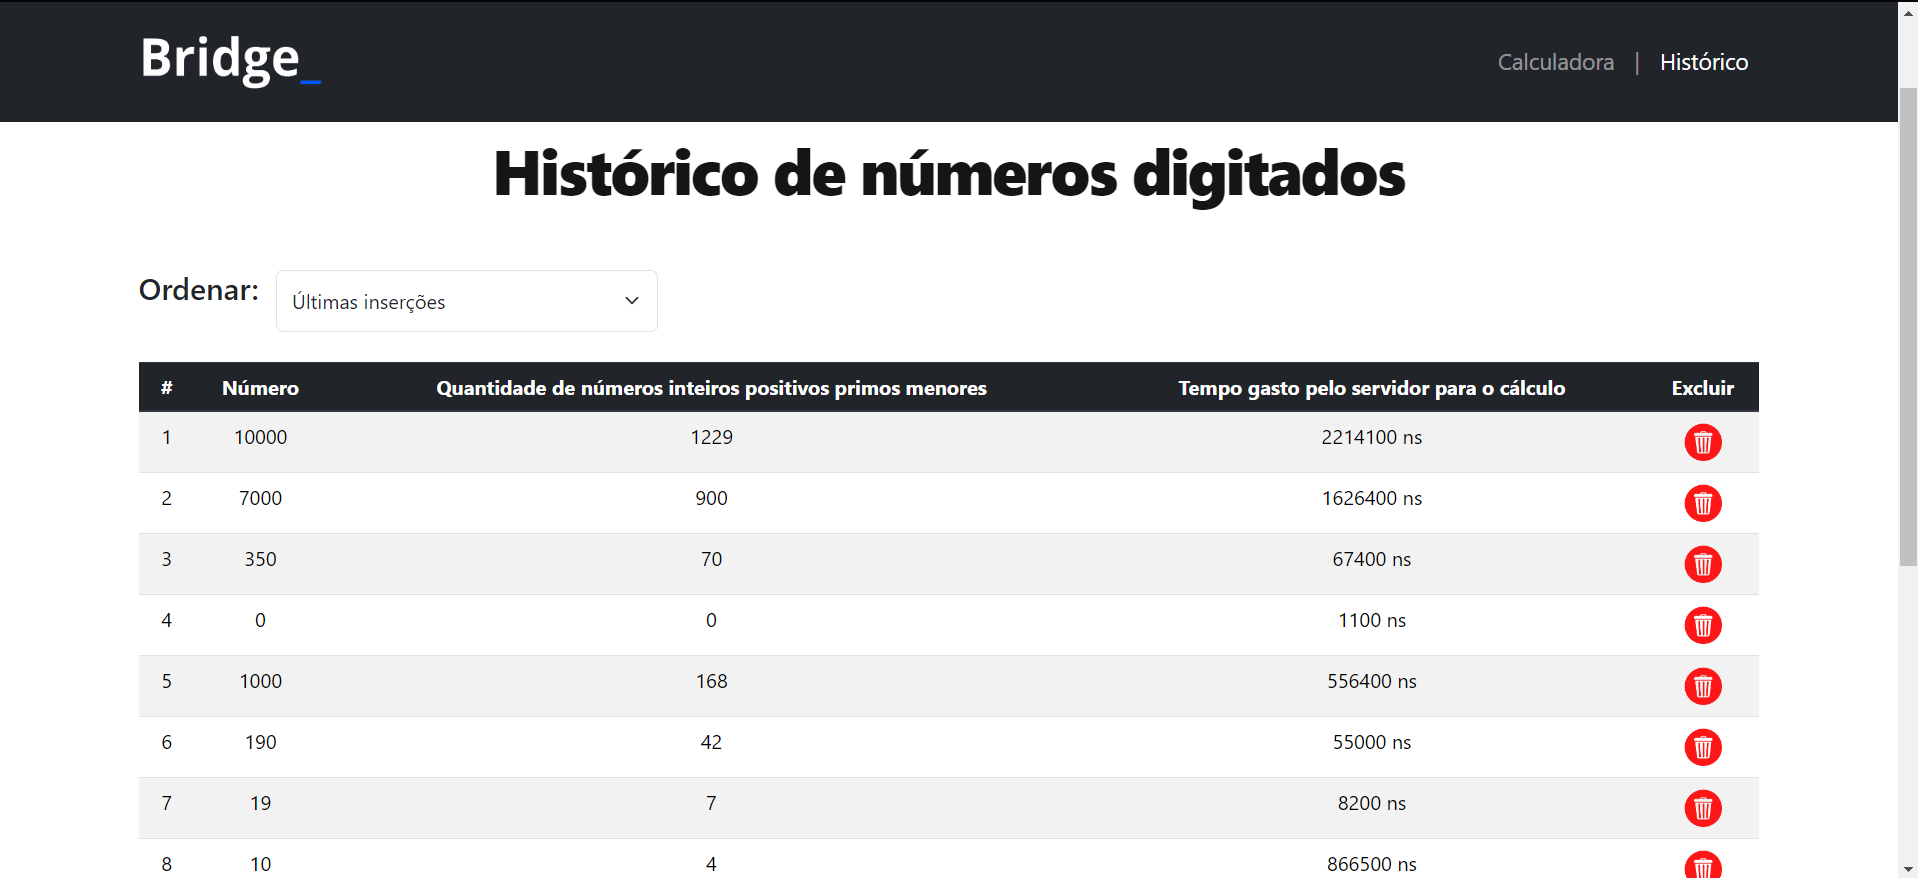 Bridge_
Calculadora | Histórico
Histórico de números digitados
Ordenar: Últimas inserções
# Número Quantidade de números inteiros positivos primos menores Tempo gasto pelo servidor para o cálculo Excluir
1 10000 1229 2214100 ns
2 7000 900 1626400 ns
3 350 70 67400 ns
4 0 0 1100 ns
5 1000 168 556400 ns
6 190 42 55000 ns
7 19 7 8200 ns
8 10 4 866500 ns